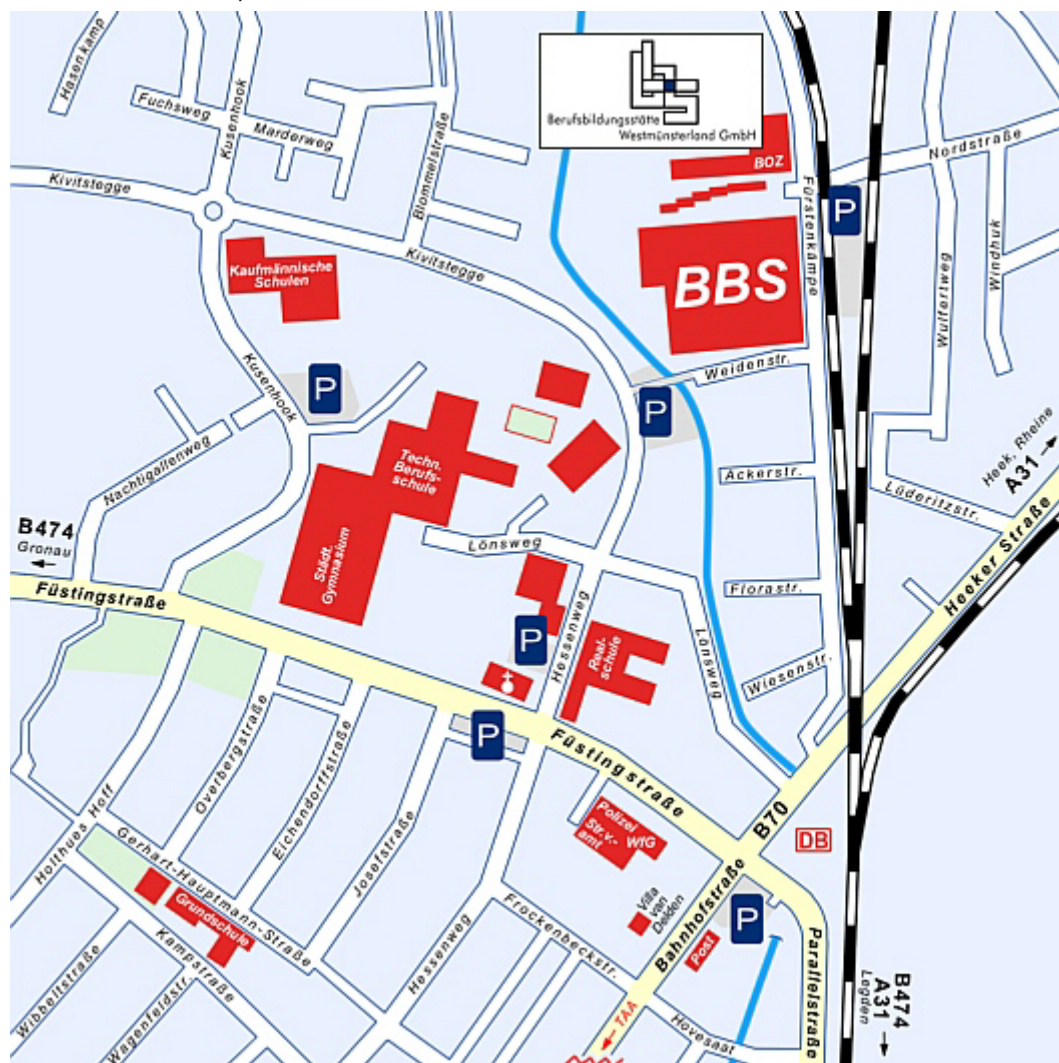 Hasenkamp
Fuchsweg
Marderweg
Kusenhook
Blommelstraße
Berufsbildungsstätte
Westmünsterland GmbH
BOZ
Nordstraße
Kivitstegge
Kivitstegge
Fürstenkämpe
P
Windhuk
Wulfertweg
Kaufmännische
Schulen
BBS
Kusenhook
P
Weidenstr.
P
Nachtigallenweg
Techn.
Berufs-
schule
Ackerstr.
Heek, Rheine
A31
Lüderitzstr.
B474
Gronau
Städt.
Gymnasium
Lönsweg
Füstingstraße
Florastr.
Heeker Straße
P
Hessenweg
Real-
schule
Lönsweg
Wiesenstr.
P
Füstingstraße
Overbergstraße
Eichendorffstraße
Holthues Hoff
Josefstraße
Polizei
Str.v.-
amt
WfG
B70
DB
Gerhart-Hauptmann-Straße
Grundschule
Villa
van
Delden
Bahnhofstraße
P
Post
Frockenbeckstr.
Hessenweg
Kampstraße
Wibbeltstraße
Wagenfeldstr.
Parallelstraße
B474
A31
Legden
TAA
Hovesaat